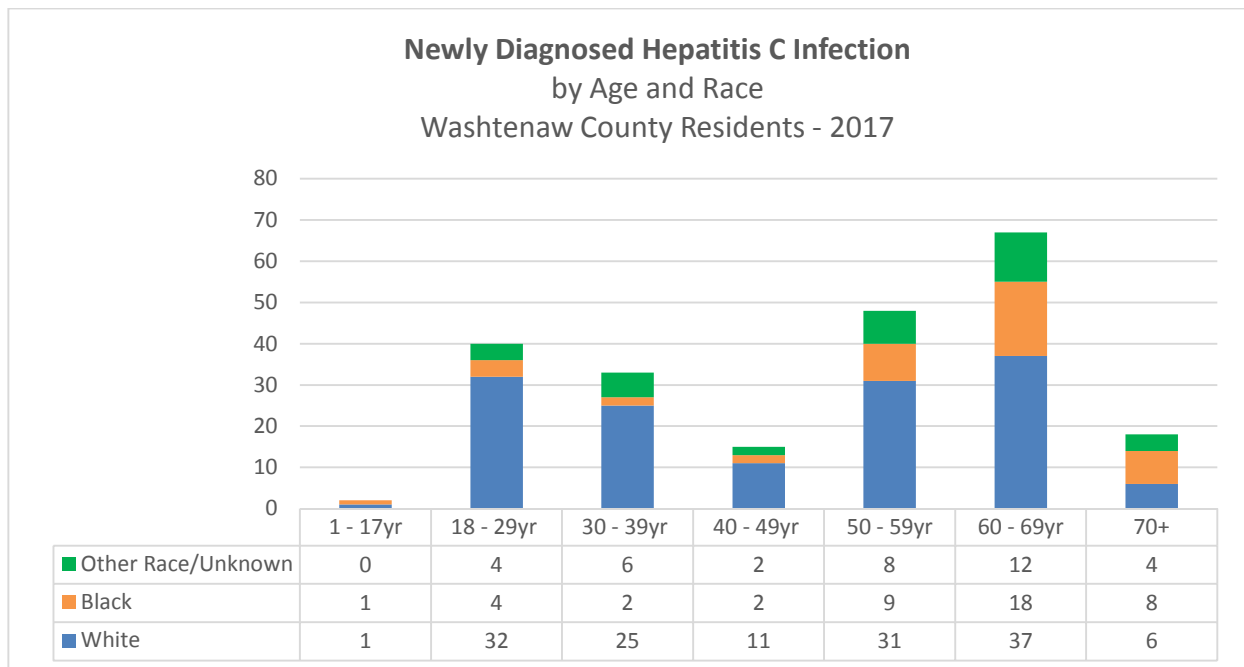 Newly Diagnosed Hepatitis C Infection
by Age and Race
Washtenaw County Residents - 2017
80
70
60
50
40
30
20
10
0
1 - 17yr 18 - 29yr 30 - 39yr 40 - 49yr 50 - 59yr 60 - 69yr 70+
Other Race/Unknown 0 4 6 2 8 12 4
Black 1 4 2 2 9 18 8
White 1 32 25 11 31 37 6